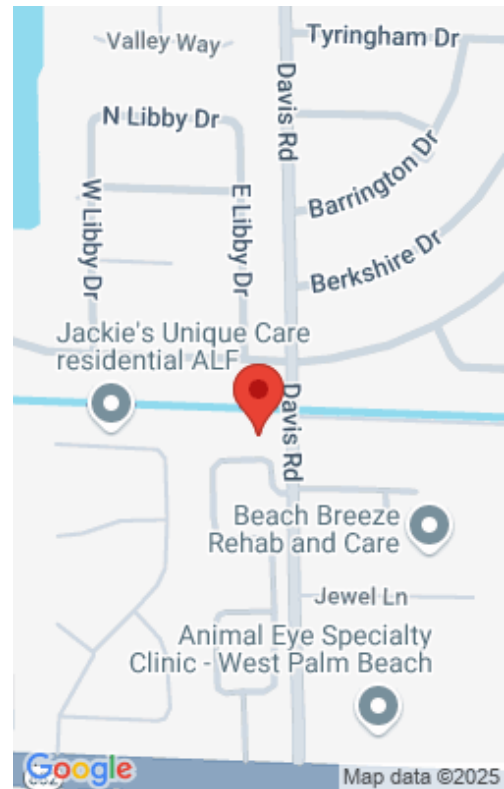 Valley Way
Tyringham Dr
Davis Rd
N Libby Dr
Barrington Dr
W Libby Dr
E Libby Dr
Berkshire Dr
Jackie's Unique Care
residential ALF
Davis Rd
Beach Breeze
Rehab and Care
Jewel Ln
Animal Eye Specialty
Clinic - West Palm Beach
Google
Map data ©2025